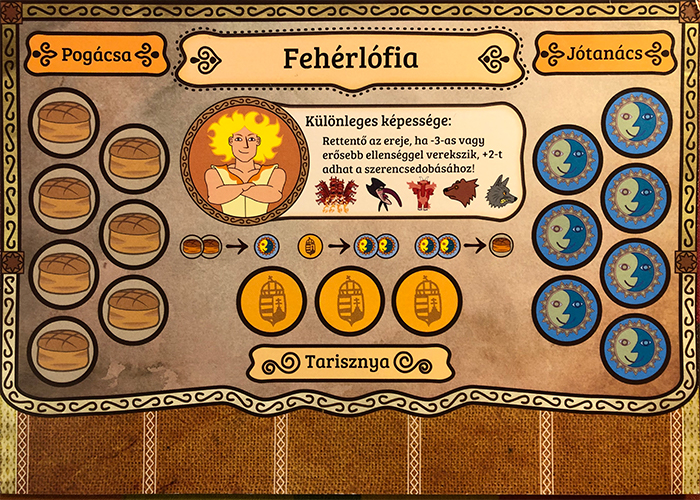 Pogácsa
Fehérlófia
Jótanács
Különleges képessége:
Rettentő az ereje, ha -3-as vagy
erősebb ellenséggel verekszik, +2-t
adhat a szerencsedobásához!
Tarisznya